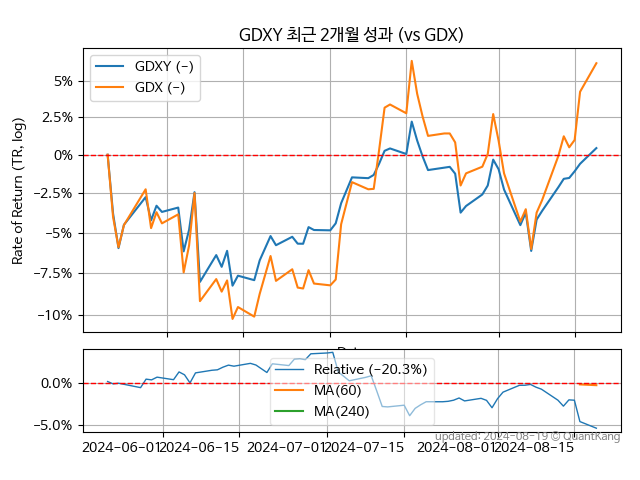 GDXY 최근 2개월 성과 (vs GDX)
GDXY (-)
GDX (-)
Rate of Return (TR, log)
5%
2.5%
0%
−2.5%
−5%
−7.5%
−10%
Relative (-20.3%)
MA(60)
MA(240)
0.0%
−5.0%
updated: 2024-08-19 © QuantKang
2024-06-01
2024-06-15
2024-07-01
2024-07-15
2024-08-01
2024-08-15